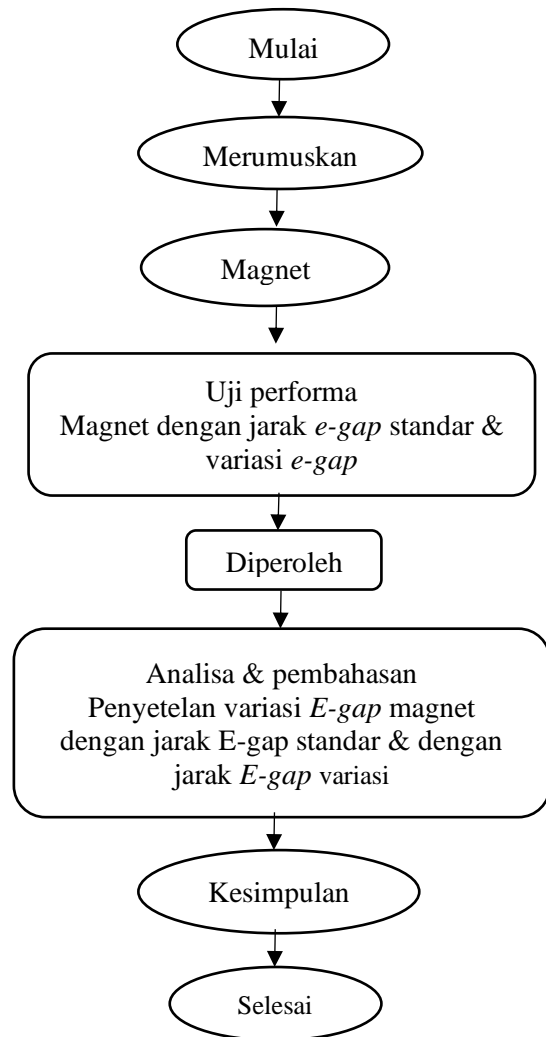 Mulai
Merumuskan
Magnet
Uji performa
Magnet dengan jarak e-gap standar &
variasi e-gap
Diperoleh
Analisa & pembahasan
Penyetelan variasi E-gap magnet
dengan jarak E-gap standar & dengan
jarak E-gap variasi
Kesimpulan
Selesai